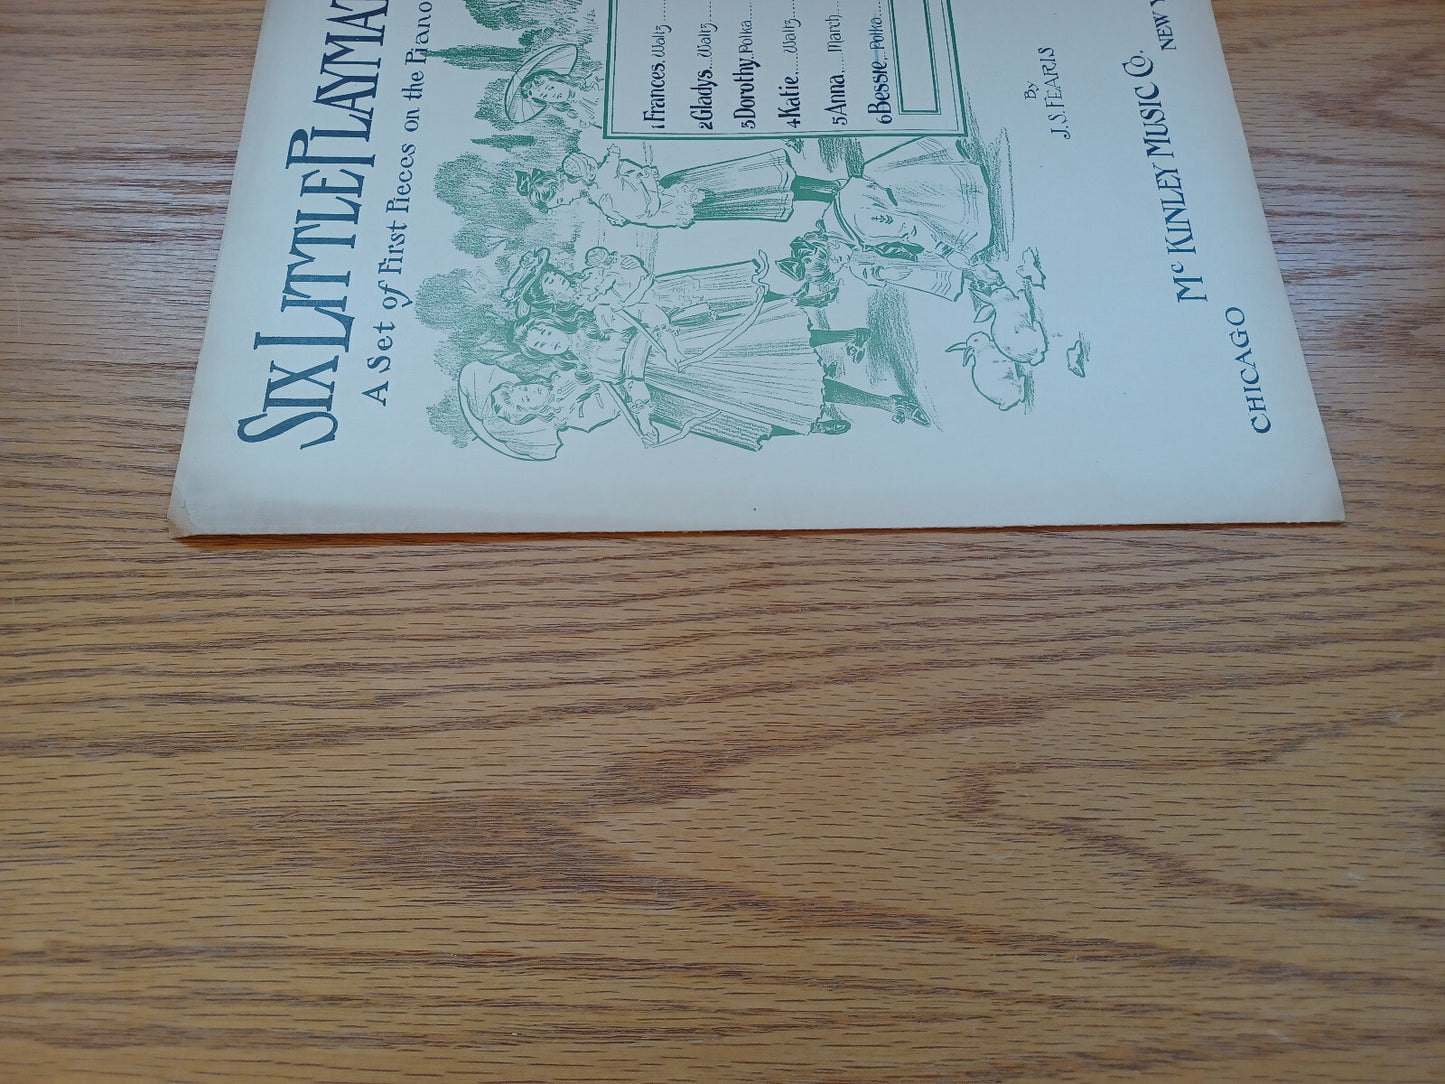 SIX LITTLE PLAYMAT
A Set of First Pieces on the Piano
1 Frances, Waltz
2 Gladys Waltz
3 Dorothy, Polka
4 Katie Waltz
5 Anna March
6 Bessie Polka
By
J.S. FEARIS
McKINLEY MUSIC CO.
CHICAGO
NEW Y